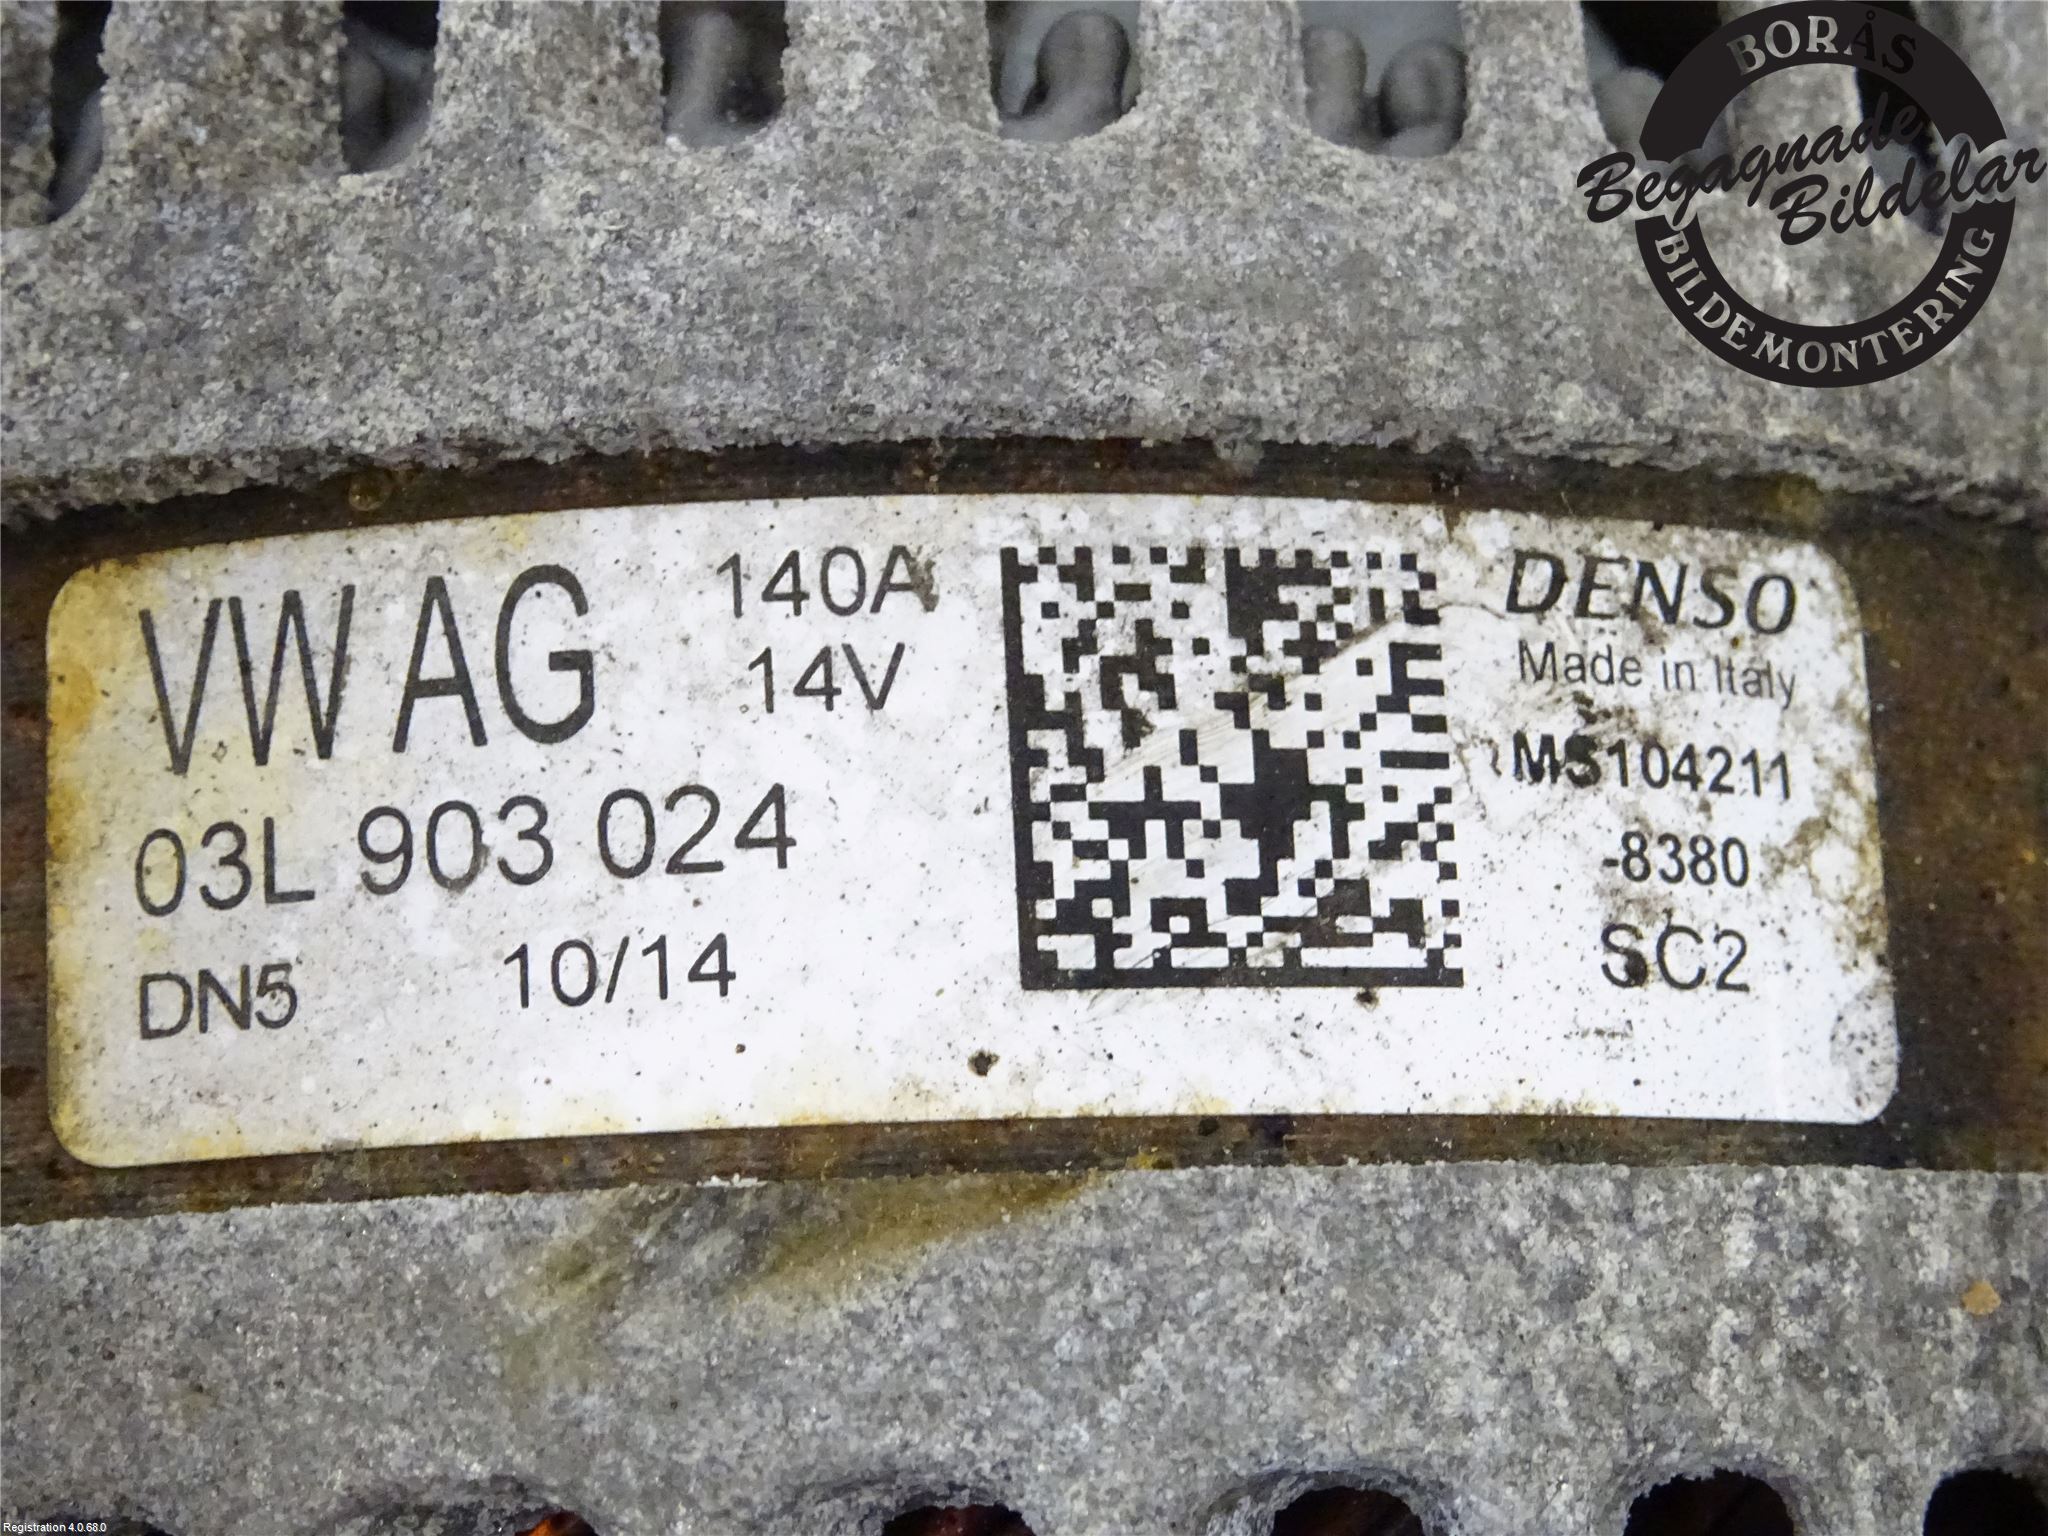 BORÅS
Begagnade
Bildelar
BILDEMONTERING
VW AG
140A
14V
03L 903 024
DN5 10/14
DENSO
Made in Italy
MS104211
-8380
SC2
Registration 4.0.68.0